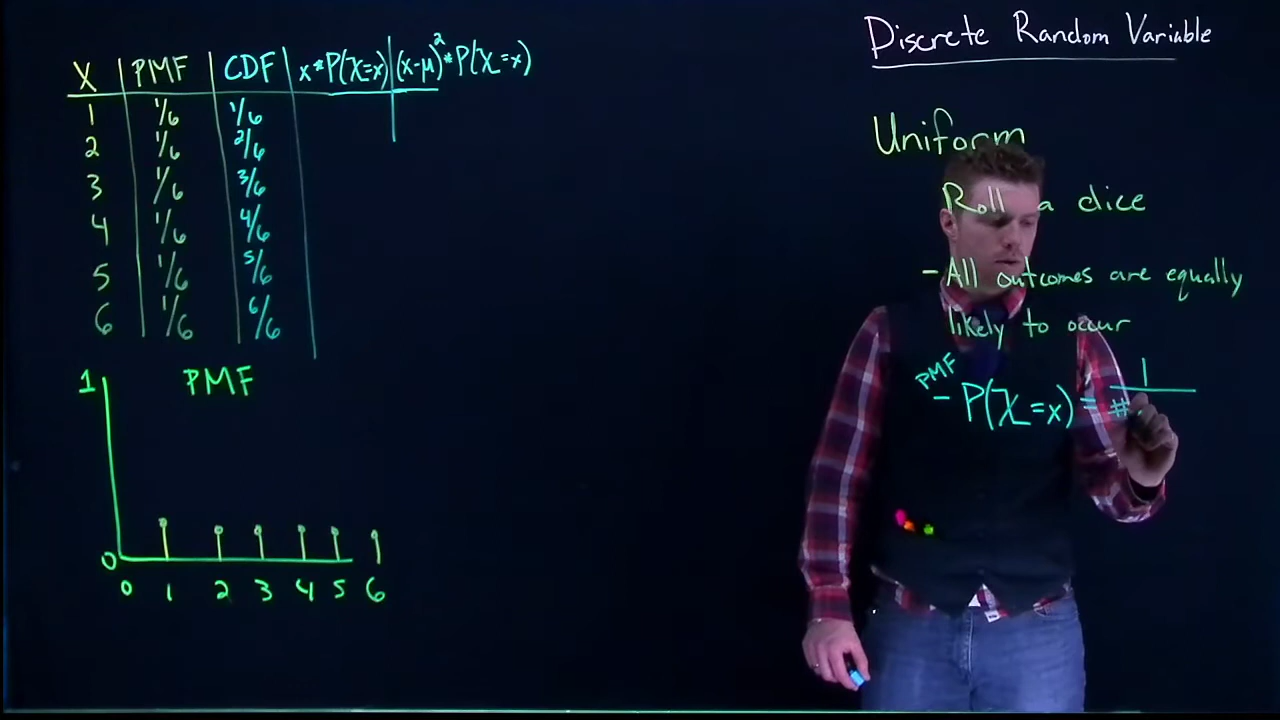 Discrete Random Variable
X PMF CDF x*P(X=x) (x-μ)²*P(X=x)
1 1/6 1/6
2 1/6 2/6
3 1/6 3/6
4 1/6 4/6
5 1/6 5/6
6 1/6 6/6
Uniform
Roll a dice
- All outcomes are equally
likely to occur
PMF
- P(X=x) = 1
#
PMF
1
0
0 1 2 3 4 5 6